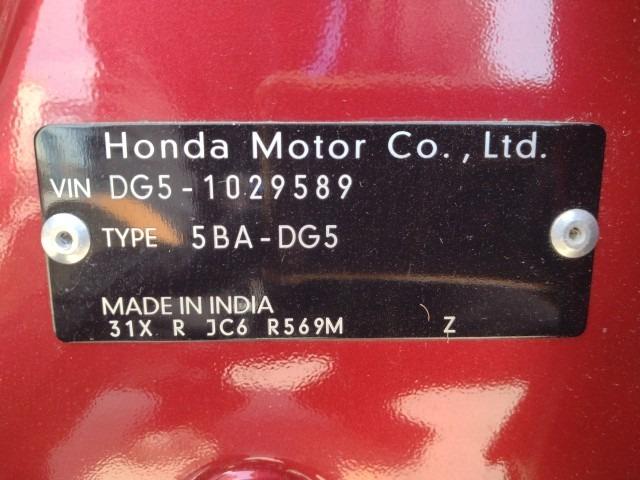 Honda Motor Co., Ltd.
VIN DG5-1029589
TYPE 5BA-DG5
MADE IN INDIA
31X R JC6 R569M Z